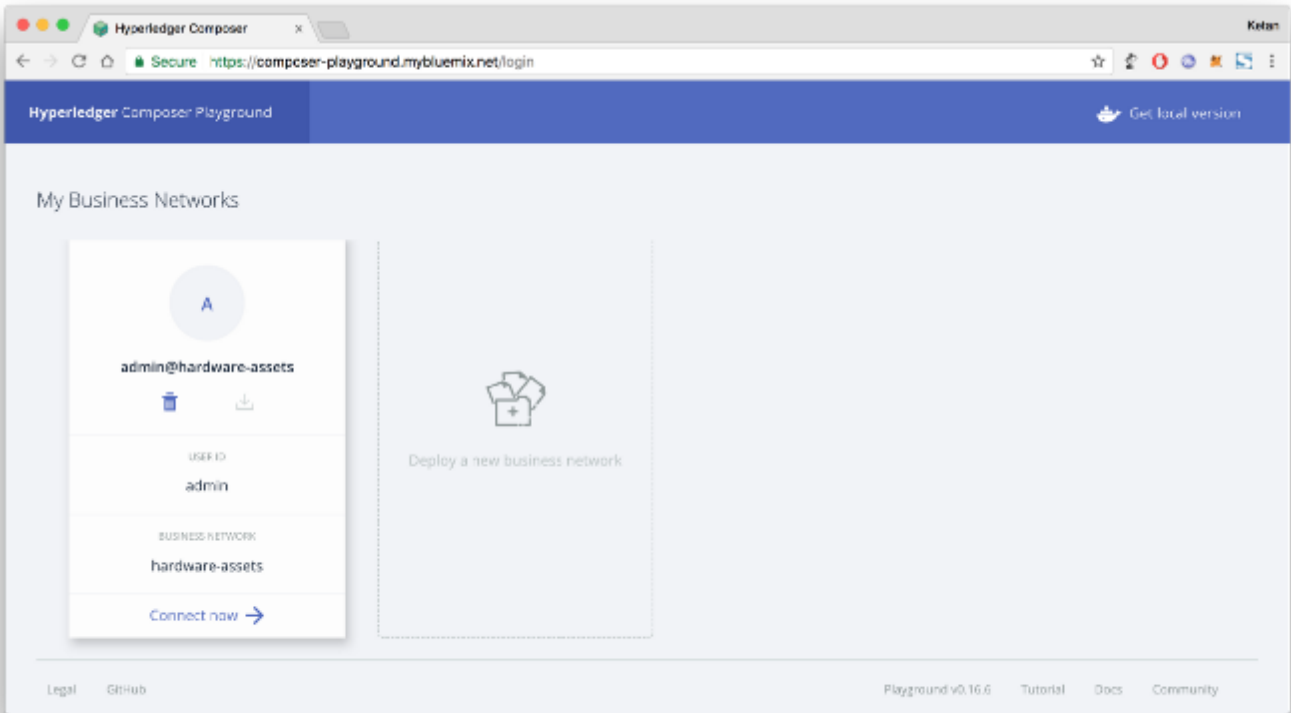 Hyperledger Composer
Ketan
Secure https://composer-playground.mybluemix.net/login
Hyperledger Composer Playground
Get local version
My Business Networks
A
admin@hardware-assets
USER ID
admin
BUSINESS NETWORK
hardware-assets
Connect now
Deploy a new business network
Legal GitHub Playground v0.16.6 Tutorial Docs Community